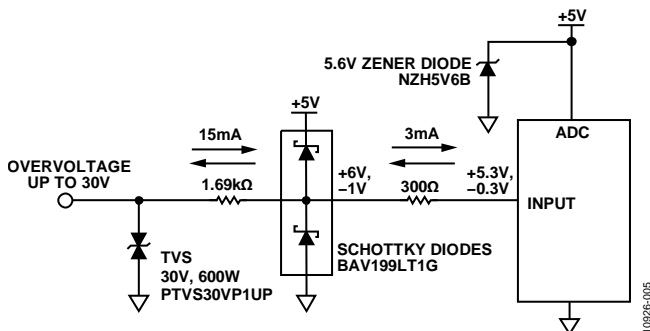 +5V
5.6V ZENER DIODE
NZH5V6B
+5V
ADC
15mA
3mA
OVERVOLTAGE
UP TO 30V
1.69kΩ
+6V,
−1V
300Ω
+5.3V,
−0.3V
INPUT
TVS
30V, 600W
PTVS30VP1UP
SCHOTTKY DIODES
BAV199LT1G
10926-005